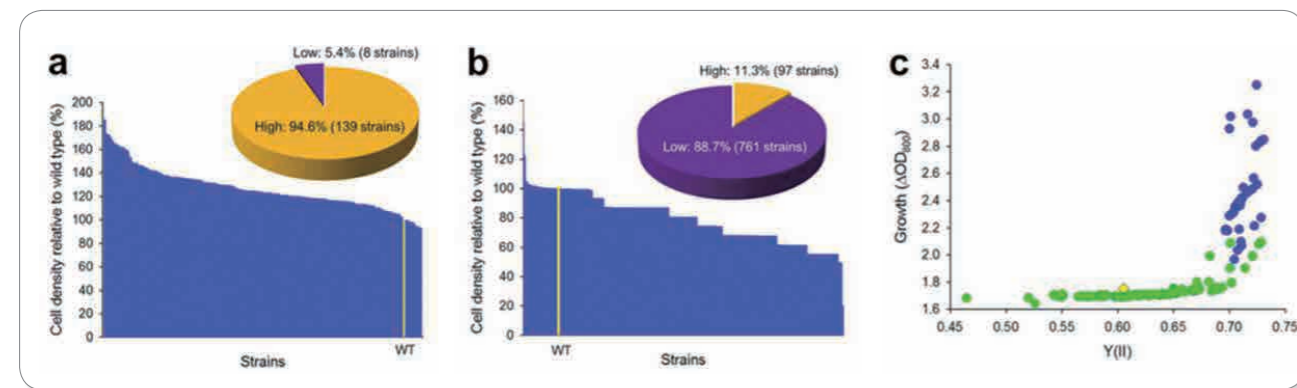 a
Low: 5.4% (8 strains)
High: 94.6% (139 strains)
Cell density relative to wild type (%)
200
180
160
140
120
100
80
60
40
20
0
WT
Strains
b
High: 11.3% (97 strains)
Low: 88.7% (761 strains)
Cell density relative to wild type (%)
160
140
120
100
80
60
40
20
0
WT
Strains
c
Growth (ΔOD600)
3.4
3.2
3.0
2.8
2.6
2.4
2.2
2.0
1.8
1.6
0.45 0.50 0.55 0.60 0.65 0.70 0.75
Y(II)